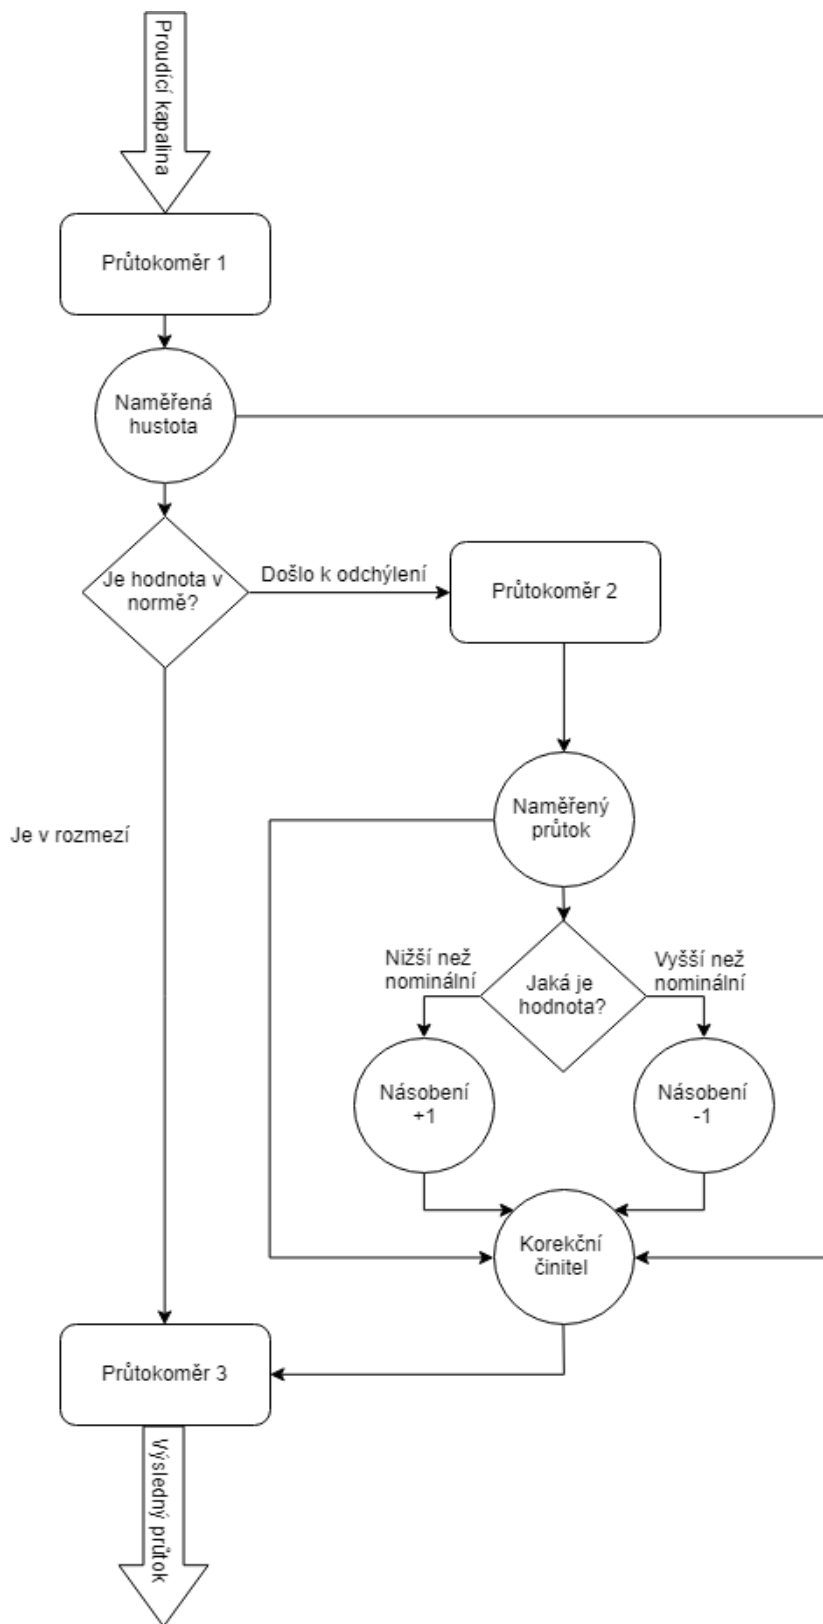 Proudící kapalina
Průtokoměr 1
Naměřená
hustota
Je hodnota v
normě?
Došlo k odchýlení
Průtokoměr 2
Je v rozmezí
Naměřený
průtok
Nižší než
nominální
Jaká je
hodnota?
Vyšší než
nominální
Násobení
+1
Násobení
-1
Korekční
činitel
Průtokoměr 3
Výsledný průtok